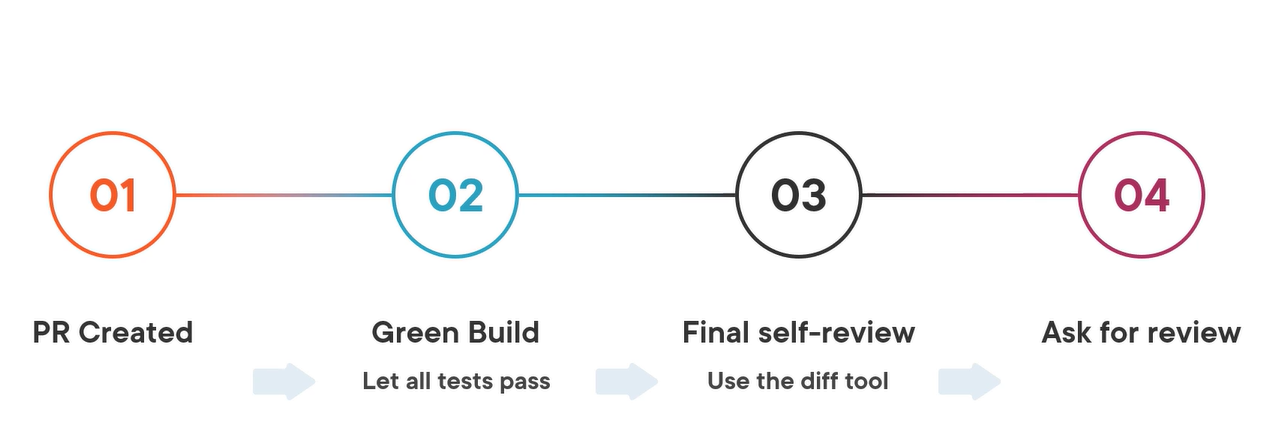 01
02
03
04
PR Created
Green Build
Final self-review
Ask for review
Let all tests pass
Use the diff tool